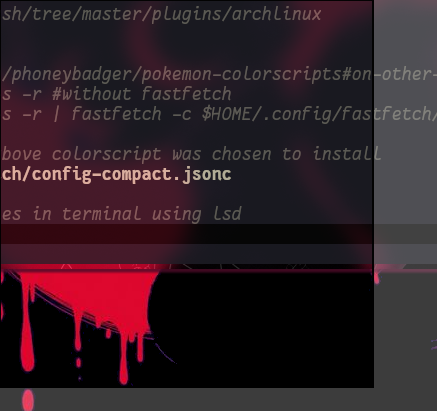 sh/tree/master/plugins/archlinux
/phoneybadger/pokemon-colorscripts#on-other-
s -r #without fastfetch
s -r | fastfetch -c $HOME/.config/fastfetch/
bove colorscript was chosen to install
ch/config-compact.jsonc
es in terminal using lsd